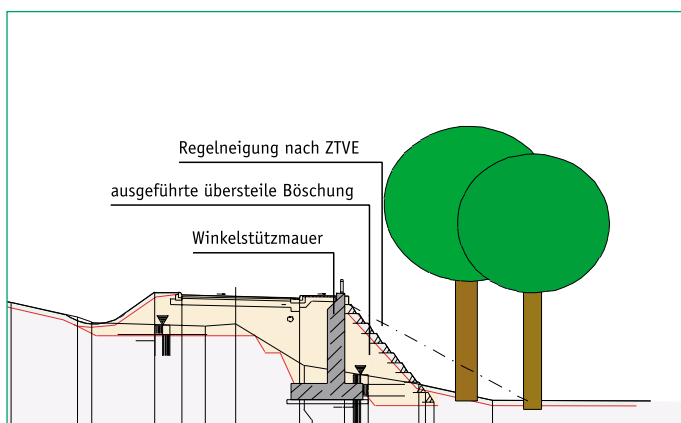 Regelneigung nach ZTVE
ausgeführte übersteile Böschung
Winkelstützmauer